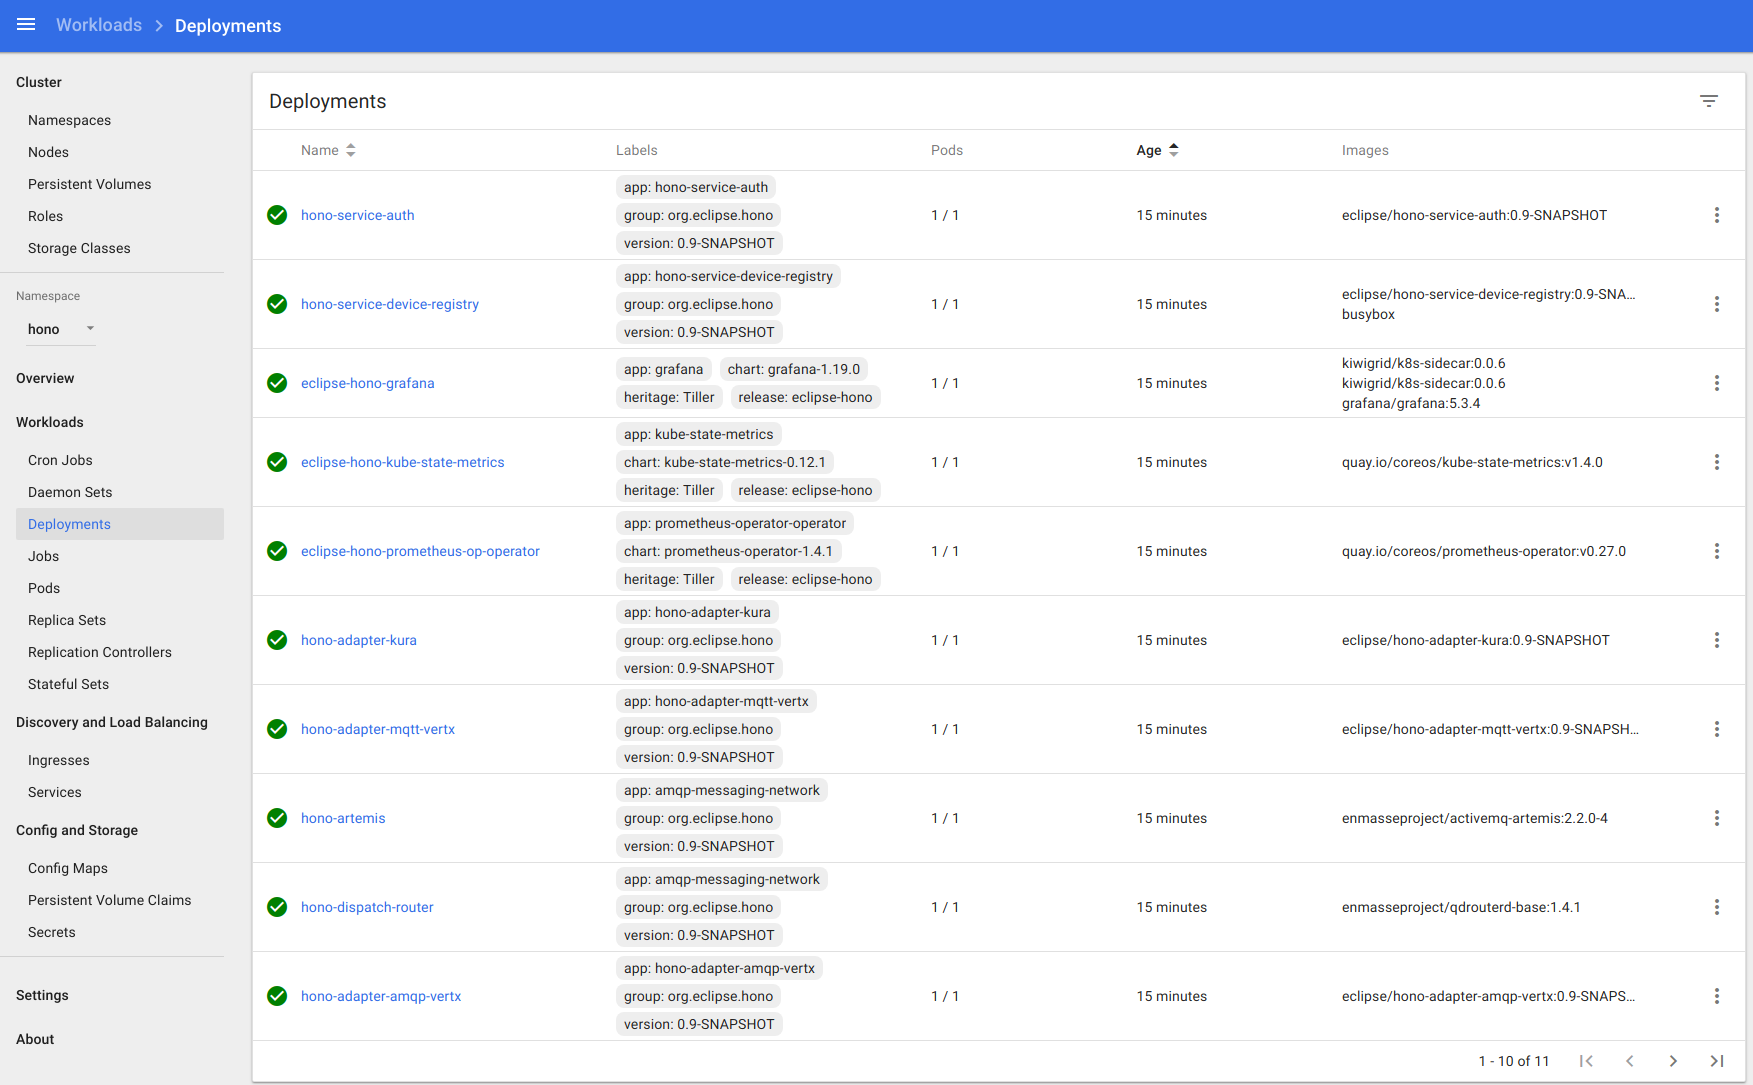 Workloads > Deployments
Cluster
Namespaces
Nodes
Persistent Volumes
Roles
Storage Classes
Namespace
hono
Overview
Workloads
Cron Jobs
Daemon Sets
Deployments
Jobs
Pods
Replica Sets
Replication Controllers
Stateful Sets
Discovery and Load Balancing
Ingresses
Services
Config and Storage
Config Maps
Persistent Volume Claims
Secrets
Settings
About
Deployments
Name Labels Pods Age Images
hono-service-auth
app: hono-service-auth
group: org.eclipse.hono
version: 0.9-SNAPSHOT
1 / 1
15 minutes
eclipse/hono-service-auth:0.9-SNAPSHOT
hono-service-device-registry
app: hono-service-device-registry
group: org.eclipse.hono
version: 0.9-SNAPSHOT
1 / 1
15 minutes
eclipse/hono-service-device-registry:0.9-SNA...
busybox
eclipse-hono-grafana
app: grafana chart: grafana-1.19.0
heritage: Tiller release: eclipse-hono
1 / 1
15 minutes
kiwigrid/k8s-sidecar:0.0.6
kiwigrid/k8s-sidecar:0.0.6
grafana/grafana:5.3.4
eclipse-hono-kube-state-metrics
app: kube-state-metrics
chart: kube-state-metrics-0.12.1
heritage: Tiller release: eclipse-hono
1 / 1
15 minutes
quay.io/coreos/kube-state-metrics:v1.4.0
eclipse-hono-prometheus-op-operator
app: prometheus-operator-operator
chart: prometheus-operator-1.4.1
heritage: Tiller release: eclipse-hono
1 / 1
15 minutes
quay.io/coreos/prometheus-operator:v0.27.0
hono-adapter-kura
app: hono-adapter-kura
group: org.eclipse.hono
version: 0.9-SNAPSHOT
1 / 1
15 minutes
eclipse/hono-adapter-kura:0.9-SNAPSHOT
hono-adapter-mqtt-vertx
app: hono-adapter-mqtt-vertx
group: org.eclipse.hono
version: 0.9-SNAPSHOT
1 / 1
15 minutes
eclipse/hono-adapter-mqtt-vertx:0.9-SNAPSH...
hono-artemis
app: amqp-messaging-network
group: org.eclipse.hono
version: 0.9-SNAPSHOT
1 / 1
15 minutes
enmasseproject/activemq-artemis:2.2.0-4
hono-dispatch-router
app: amqp-messaging-network
group: org.eclipse.hono
version: 0.9-SNAPSHOT
1 / 1
15 minutes
enmasseproject/qdrouterd-base:1.4.1
hono-adapter-amqp-vertx
app: hono-adapter-amqp-vertx
group: org.eclipse.hono
version: 0.9-SNAPSHOT
1 / 1
15 minutes
eclipse/hono-adapter-amqp-vertx:0.9-SNAPS...
1 - 10 of 11